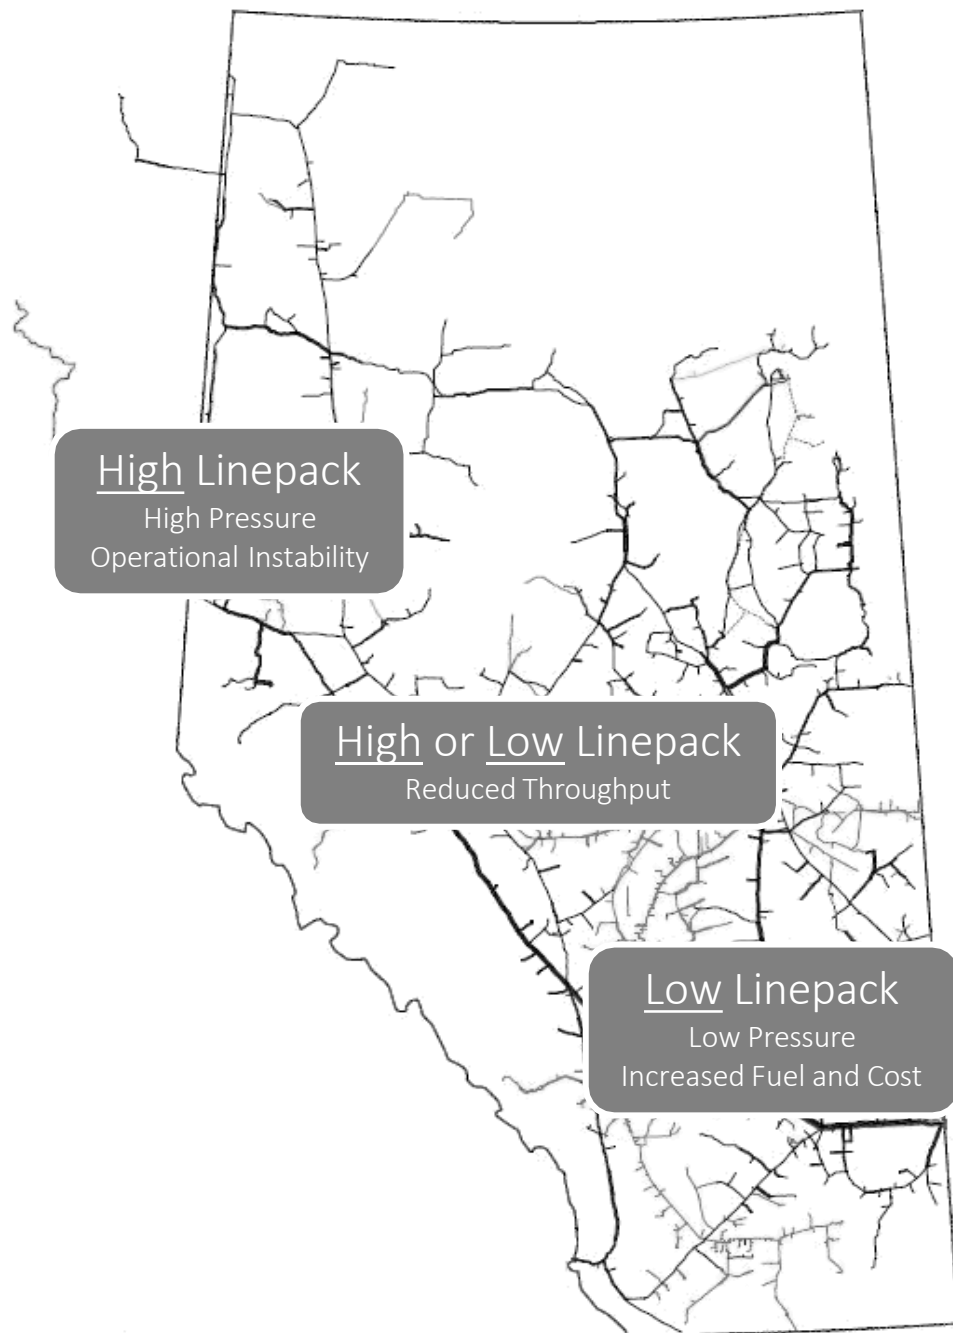 High Linepack
High Pressure
Operational Instability
High or Low Linepack
Reduced Throughput
Low Linepack
Low Pressure
Increased Fuel and Cost